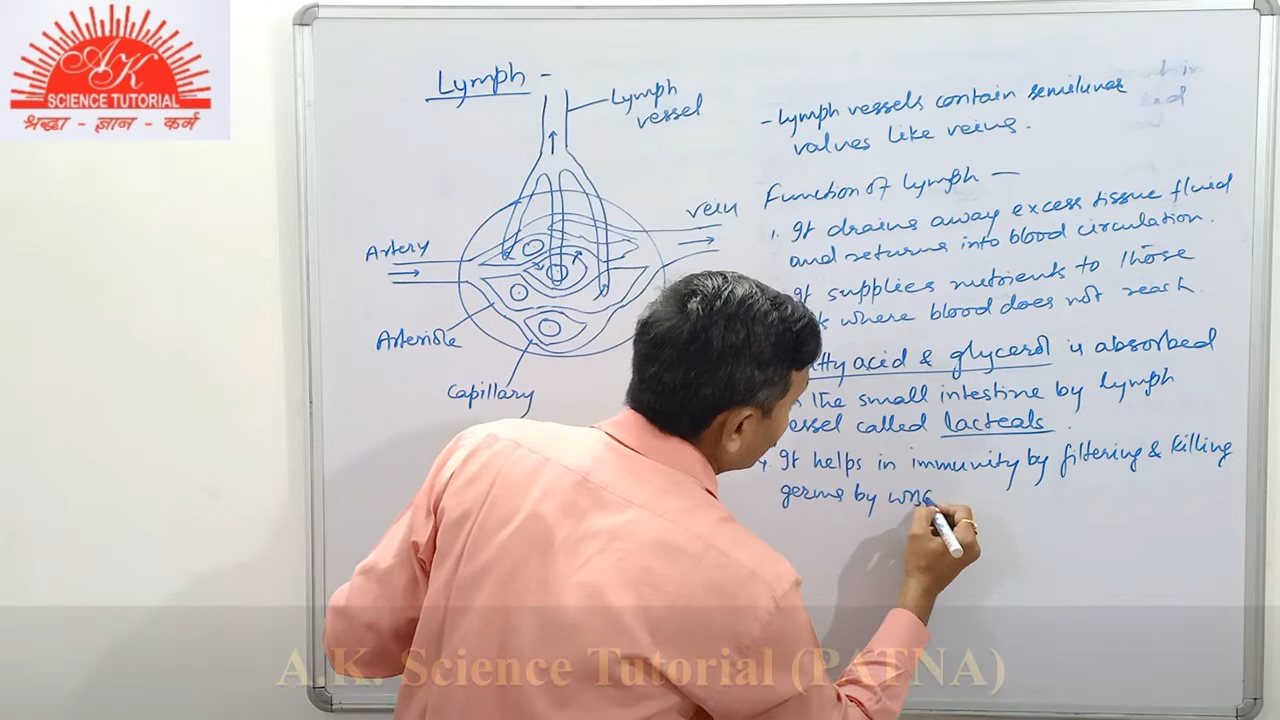 AK
SCIENCE TUTORIAL
श्रद्धा - ज्ञान - कर्म
Lymph -
Lymph
vessel
vein
Artery
Arteriole
Capillary
- Lymph vessels contain semilunar
valves like veins.
Function of lymph -
1. It drains away excess tissue fluid
and returns into blood circulation.
It supplies nutrients to those
where blood does not reach.
acid & glycerol is absorbed
the small intestine by lymph
called lacteals.
4. It helps in immunity by filtering & killing
germs by WBC
A.K. Science Tutorial (PATNA)